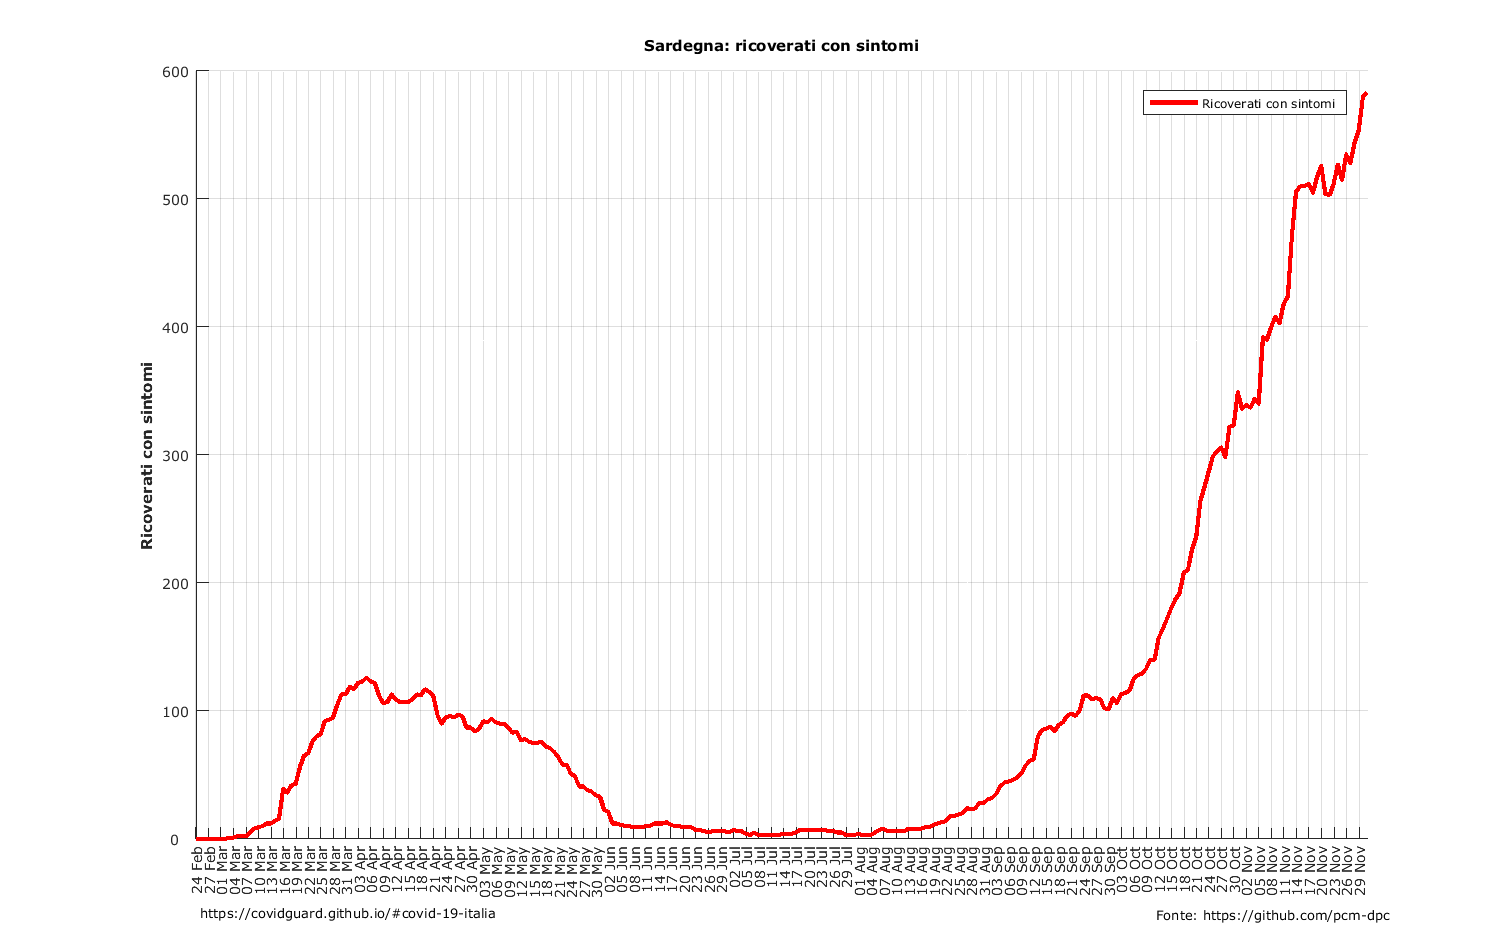 Sardegna: ricoverati con sintomi
Ricoverati con sintomi
Ricoverati con sintomi
600
500
400
300
200
100
0
24 Feb
27 Feb
01 Mar
04 Mar
07 Mar
10 Mar
13 Mar
16 Mar
19 Mar
22 Mar
25 Mar
28 Mar
31 Mar
03 Apr
06 Apr
09 Apr
12 Apr
15 Apr
18 Apr
21 Apr
24 Apr
27 Apr
30 Apr
03 May
06 May
09 May
12 May
15 May
18 May
21 May
24 May
27 May
30 May
02 Jun
05 Jun
08 Jun
11 Jun
14 Jun
17 Jun
20 Jun
23 Jun
26 Jun
29 Jun
02 Jul
05 Jul
08 Jul
11 Jul
14 Jul
17 Jul
20 Jul
23 Jul
26 Jul
29 Jul
01 Aug
04 Aug
07 Aug
10 Aug
13 Aug
16 Aug
19 Aug
22 Aug
25 Aug
28 Aug
31 Aug
03 Sep
06 Sep
09 Sep
12 Sep
15 Sep
18 Sep
21 Sep
24 Sep
27 Sep
30 Sep
03 Oct
06 Oct
09 Oct
12 Oct
15 Oct
18 Oct
21 Oct
24 Oct
27 Oct
30 Oct
02 Nov
05 Nov
08 Nov
11 Nov
14 Nov
17 Nov
20 Nov
23 Nov
26 Nov
29 Nov
https://covidguard.github.io/#covid-19-italia
Fonte: https://github.com/pcm-dpc